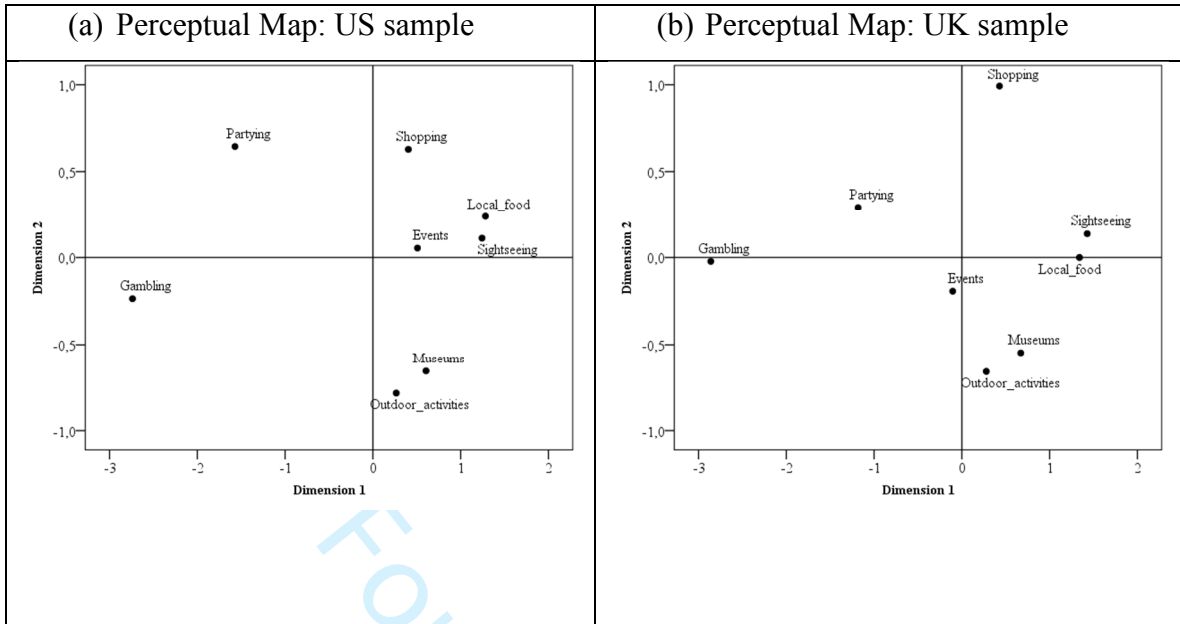 (a) Perceptual Map: US sample
1,0
0,5
0,0
-0,5
-1,0
Dimension 2
Partying
Shopping
Local_food
Events
Sightseeing
Gambling
Museums
Outdoor_activities
-3 -2 -1 0 1 2
Dimension 1
(b) Perceptual Map: UK sample
1,0
0,5
0,0
-0,5
-1,0
Dimension 2
Shopping
Partying
Sightseeing
Gambling
Local_food
Events
Museums
Outdoor_activities
-3 -2 -1 0 1 2
Dimension 1
Fo